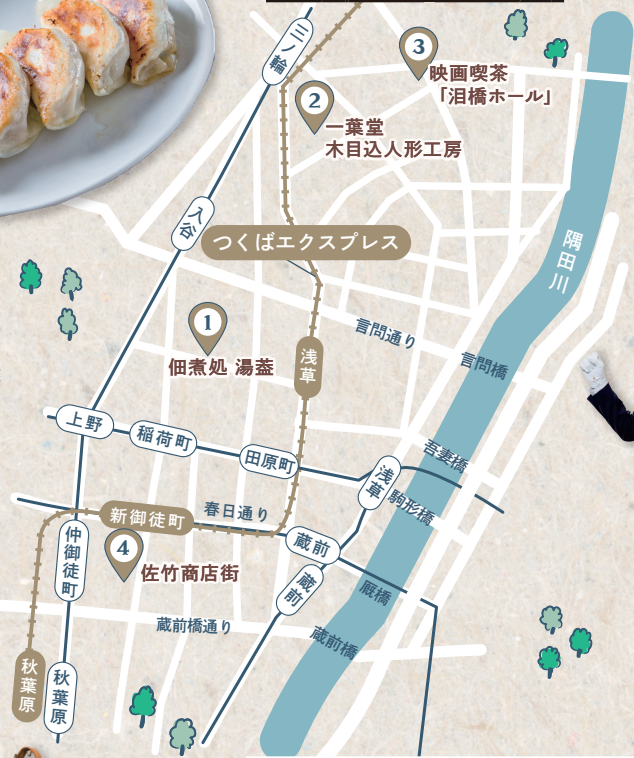 三ノ輪
3
映画喫茶
「泪橋ホール」
2
一葉堂
木目込人形工房
入谷
つくばエクスプレス
隅田川
1
佃煮処 湯葢
浅草
言問通り
言問橋
上野
稲荷町
田原町
浅草
吾妻橋
駒形橋
新御徒町
春日通り
蔵前
仲御徒町
4
佐竹商店街
蔵前
厩橋
蔵前橋通り
蔵前橋
秋葉原
秋葉原